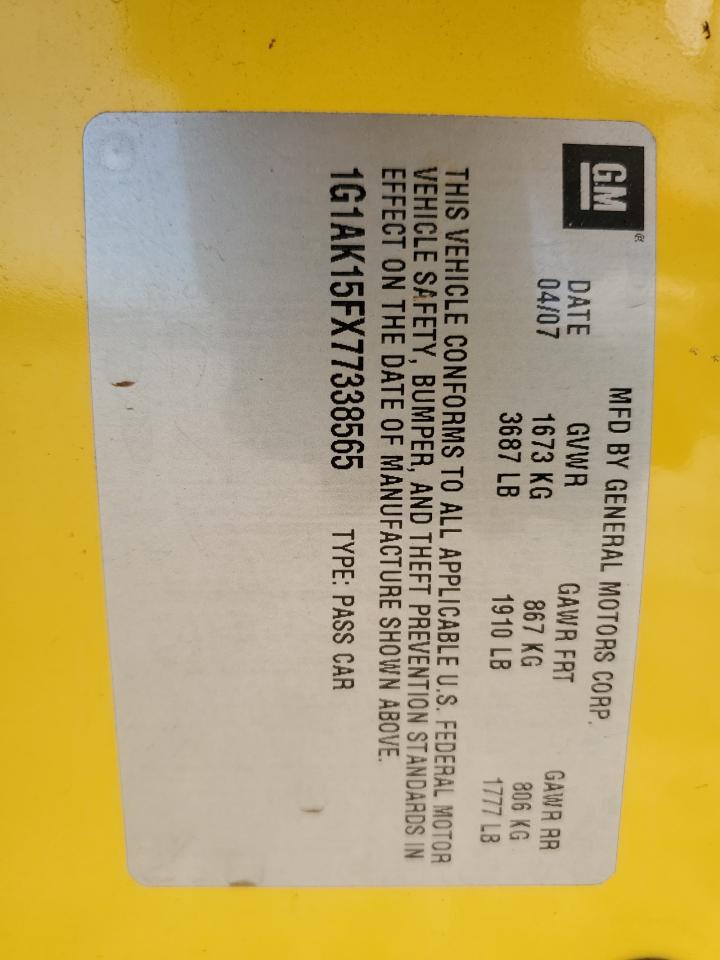 GM®
MFD BY GENERAL MOTORS CORP.
DATE GVWR GAWR FRT GAWR RR
04/07 1673 KG 867 KG 806 KG
3687 LB 1910 LB 1777 LB
THIS VEHICLE CONFORMS TO ALL APPLICABLE U.S. FEDERAL MOTOR
VEHICLE SAFETY, BUMPER, AND THEFT PREVENTION STANDARDS IN
EFFECT ON THE DATE OF MANUFACTURE SHOWN ABOVE.
1G1AK15FX77338565 TYPE: PASS CAR